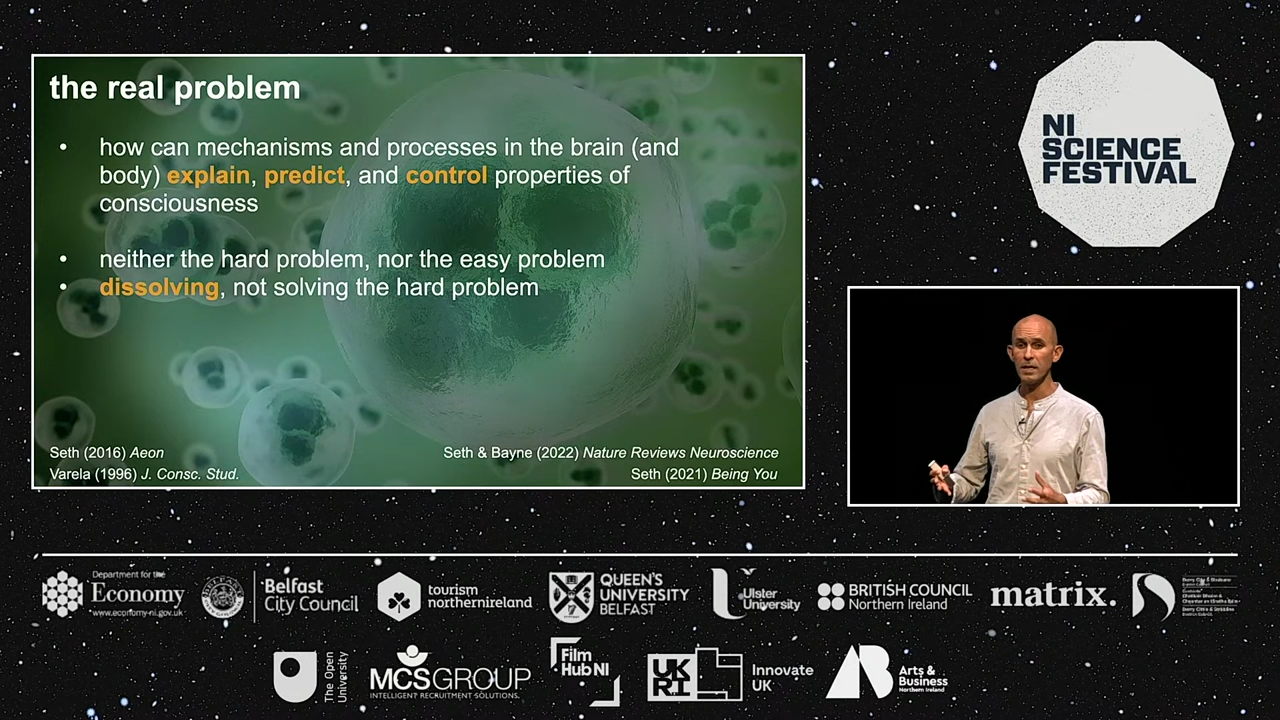 the real problem
• how can mechanisms and processes in the brain (and
body) explain, predict, and control properties of
consciousness
• neither the hard problem, nor the easy problem
• dissolving, not solving the hard problem
Seth (2016) Aeon
Varela (1996) J. Consc. Stud.
Seth & Bayne (2022) Nature Reviews Neuroscience
Seth (2021) Being You
NI
SCIENCE
FESTIVAL
Department for the
Economy
www.economy-ni.gov.uk
Belfast
City Council
tourism
northernireland
QUEEN'S
UNIVERSITY
BELFAST
Ulster
University
BRITISH COUNCIL
Northern Ireland
matrix.
The Open
University
MCSGROUP
INTELLIGENT RECRUITMENT SOLUTIONS.
Film
Hub NI
UK
RI
Innovate
UK
AB
Arts &
Business
Northern Ireland